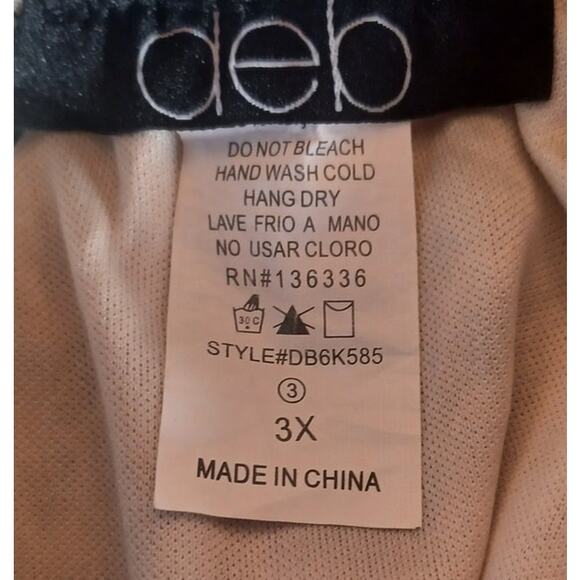 deb
DO NOT BLEACH
HAND WASH COLD
HANG DRY
LAVE FRIO A MANO
NO USAR CLORO
RN#136336
30 C
STYLE#DB6K585
3
3X
MADE IN CHINA